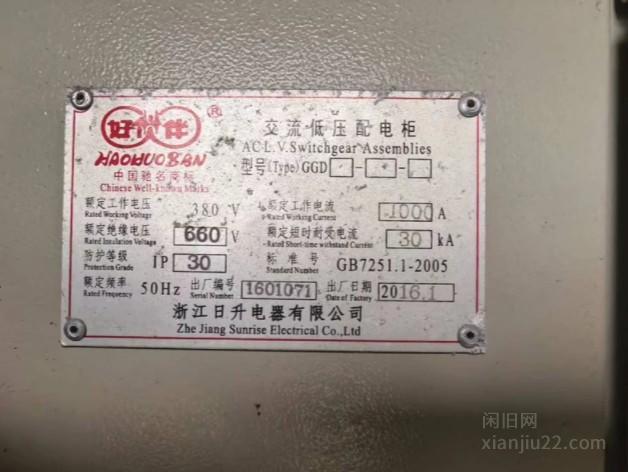 好伙伴 ®
HAOHUOBAN
中国驰名商标
Chinese Well-known Marks
交流低压配电柜
AC.L.V.Switchgear Assemblies
型号(Type) GGD - -
额定工作电压 380 V
Rated Working Voltage
额定工作电流 1000 A
Rated Working Current
额定绝缘电压 660 V
Rated Insulation Voltage
额定短时耐受电流 30 kA
Rated Short-time withstand Current
防护等级 IP 30
Protection Grade
标准号 GB7251.1-2005
Standard Number
额定频率 50Hz
Rated Frequency
出厂编号 1601071
Serial Number
出厂日期 2016.1
Date of Factory
浙江日升电器有限公司
Zhe Jiang Sunrise Electrical Co.,Ltd
闲旧网
xianjiu22.com